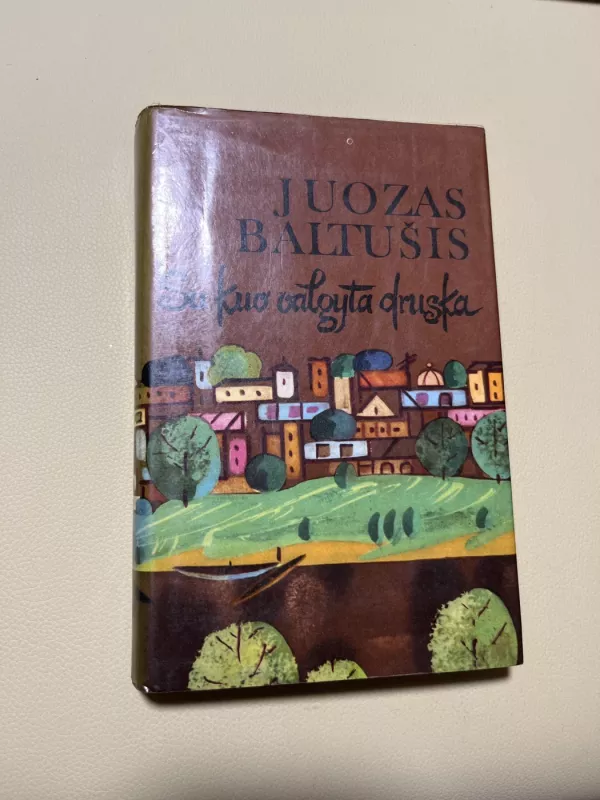 JUOZAS
BALTUŠIS
Su kuo valgyta druska